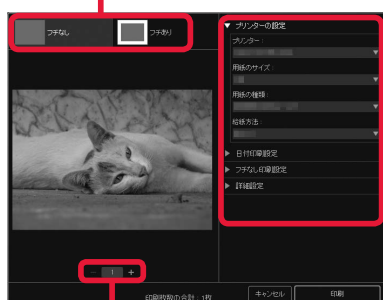 フチなし
フチあり
▼ プリンターの設定
プリンター:
用紙のサイズ:
用紙の種類:
給紙方法:
▶ 日付印刷設定
▶ フチなし印刷設定
▶ 詳細設定
− 1 +
印刷枚数の合計: 1枚
キャンセル
印刷